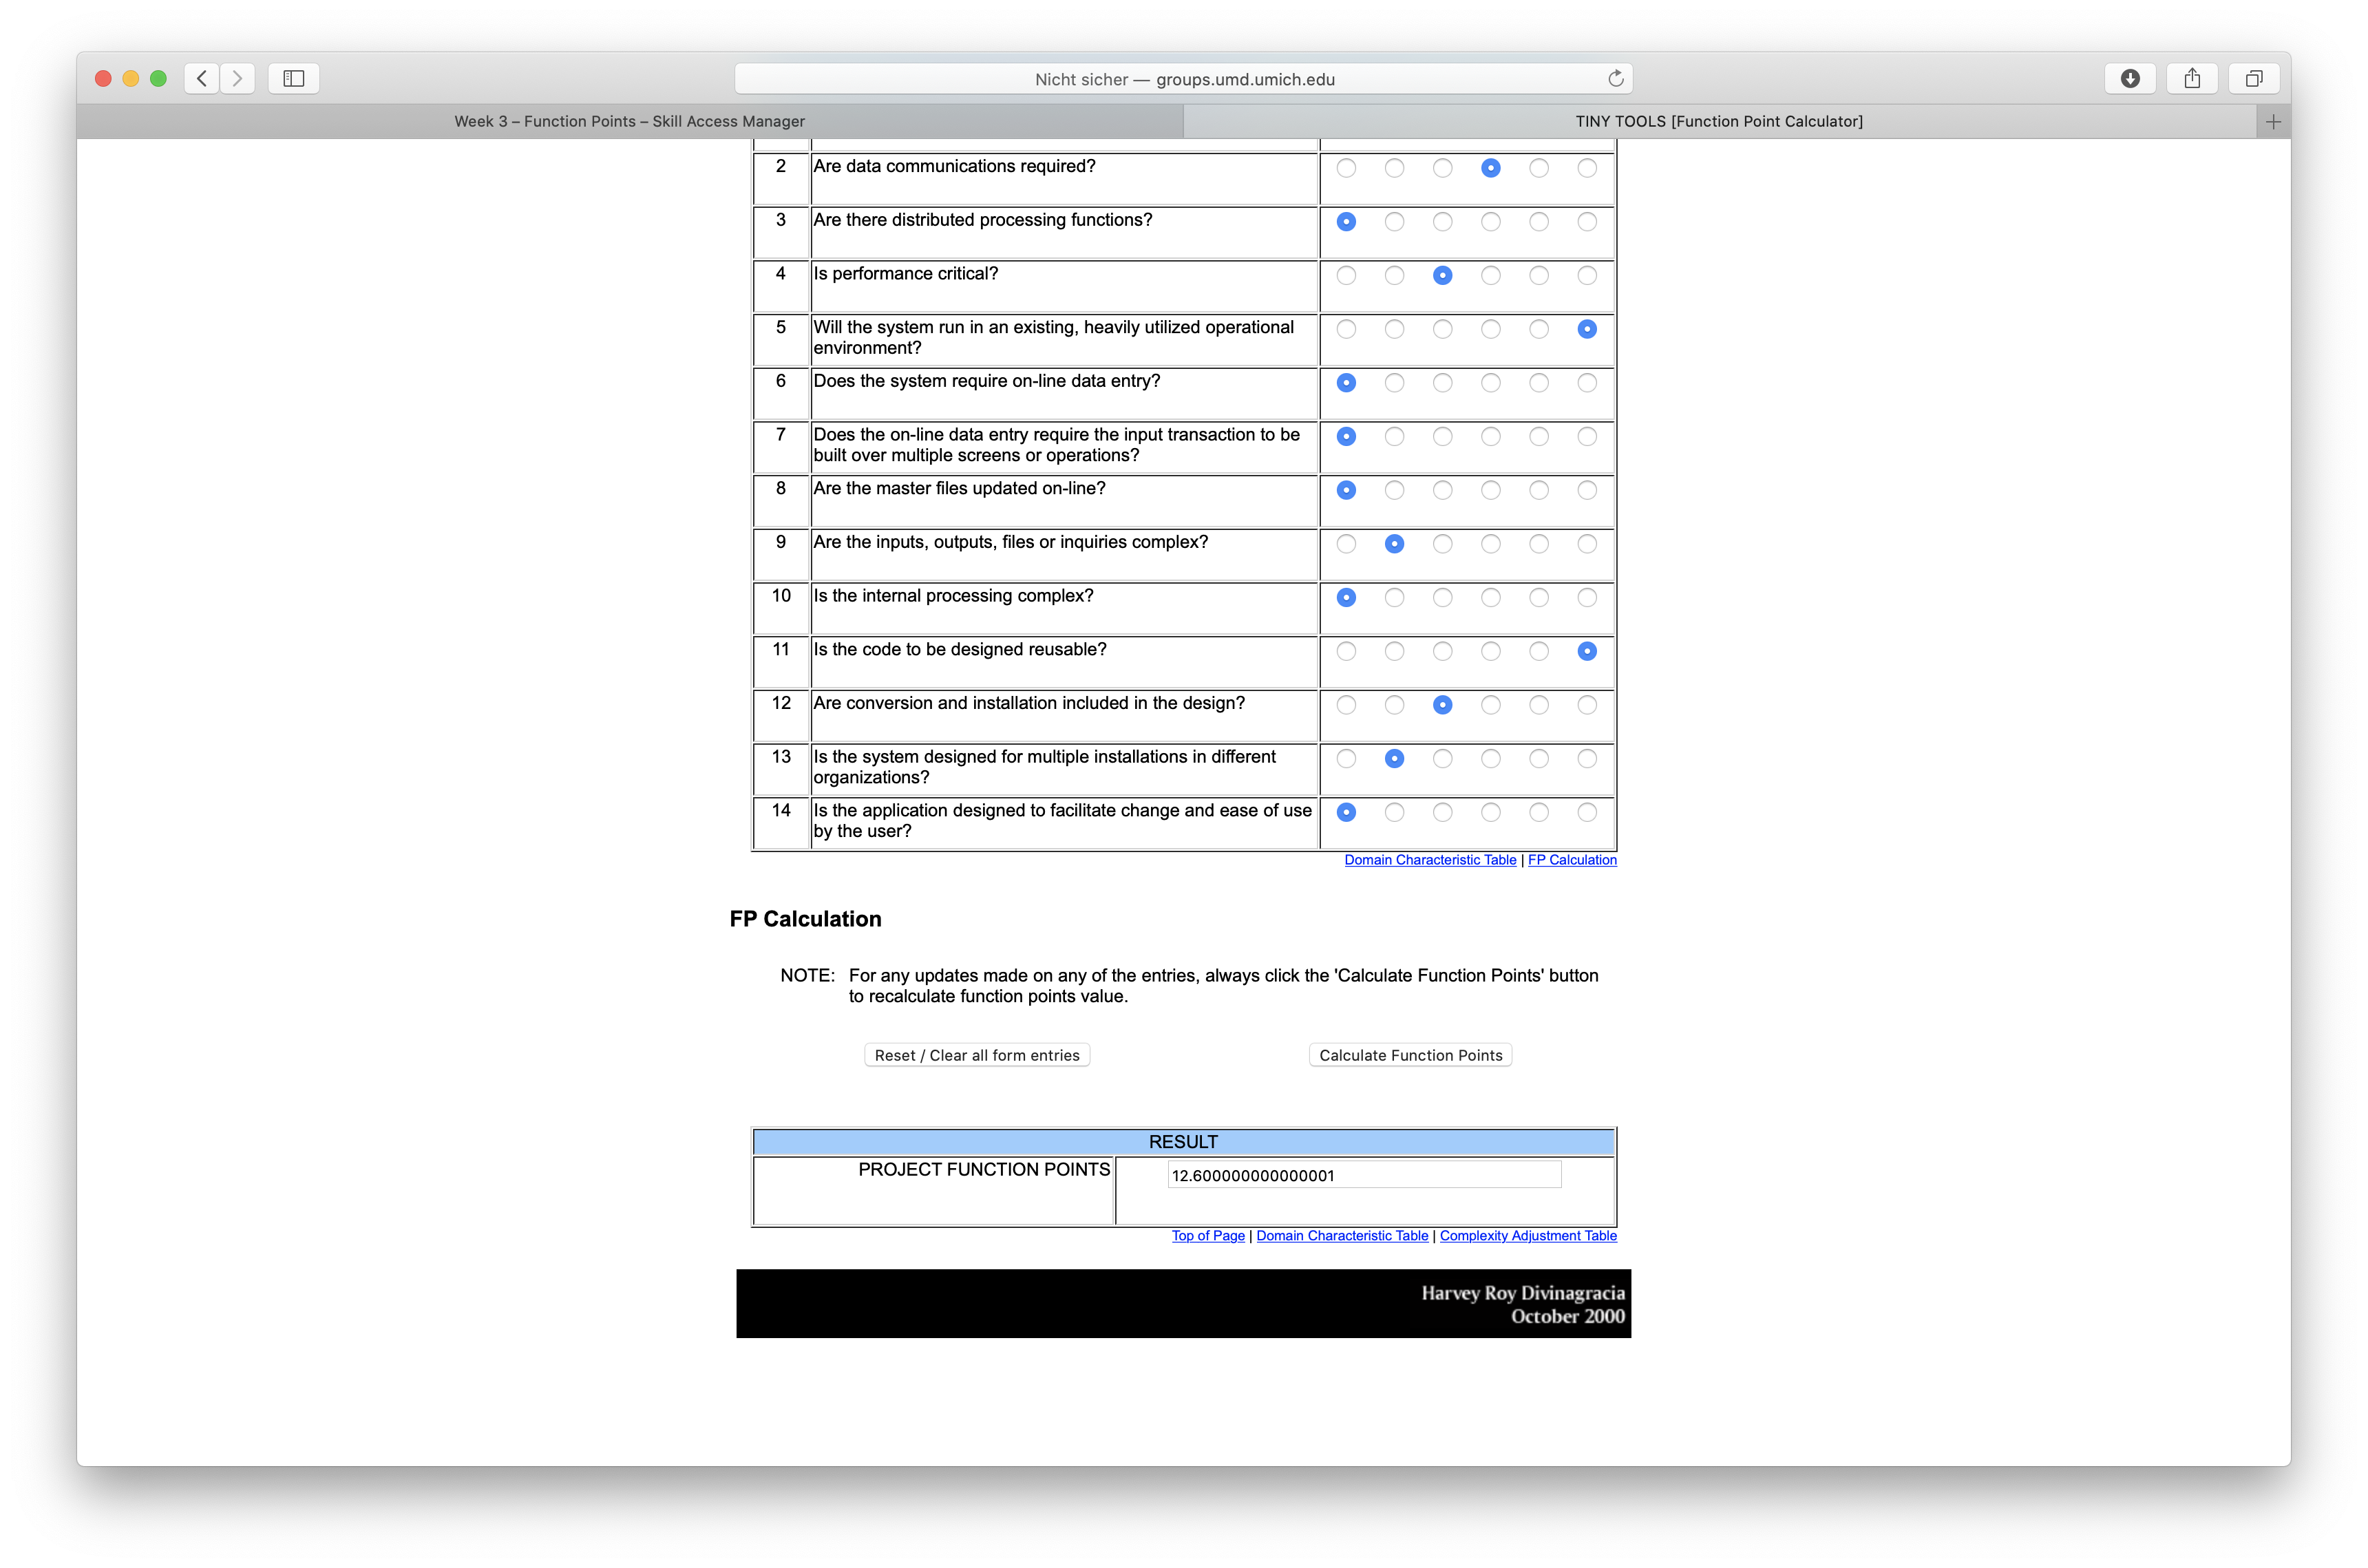 Nicht sicher — groups.umd.umich.edu
Week 3 – Function Points – Skill Access Manager
TINY TOOLS [Function Point Calculator]
2 Are data communications required?
3 Are there distributed processing functions?
4 Is performance critical?
5 Will the system run in an existing, heavily utilized operational
environment?
6 Does the system require on-line data entry?
7 Does the on-line data entry require the input transaction to be
built over multiple screens or operations?
8 Are the master files updated on-line?
9 Are the inputs, outputs, files or inquiries complex?
10 Is the internal processing complex?
11 Is the code to be designed reusable?
12 Are conversion and installation included in the design?
13 Is the system designed for multiple installations in different
organizations?
14 Is the application designed to facilitate change and ease of use
by the user?
Domain Characteristic Table | FP Calculation
FP Calculation
NOTE: For any updates made on any of the entries, always click the 'Calculate Function Points' button
to recalculate function points value.
Reset / Clear all form entries Calculate Function Points
RESULT
PROJECT FUNCTION POINTS 12.600000000000001
Top of Page | Domain Characteristic Table | Complexity Adjustment Table
Harvey Roy Divinagracia
October 2000